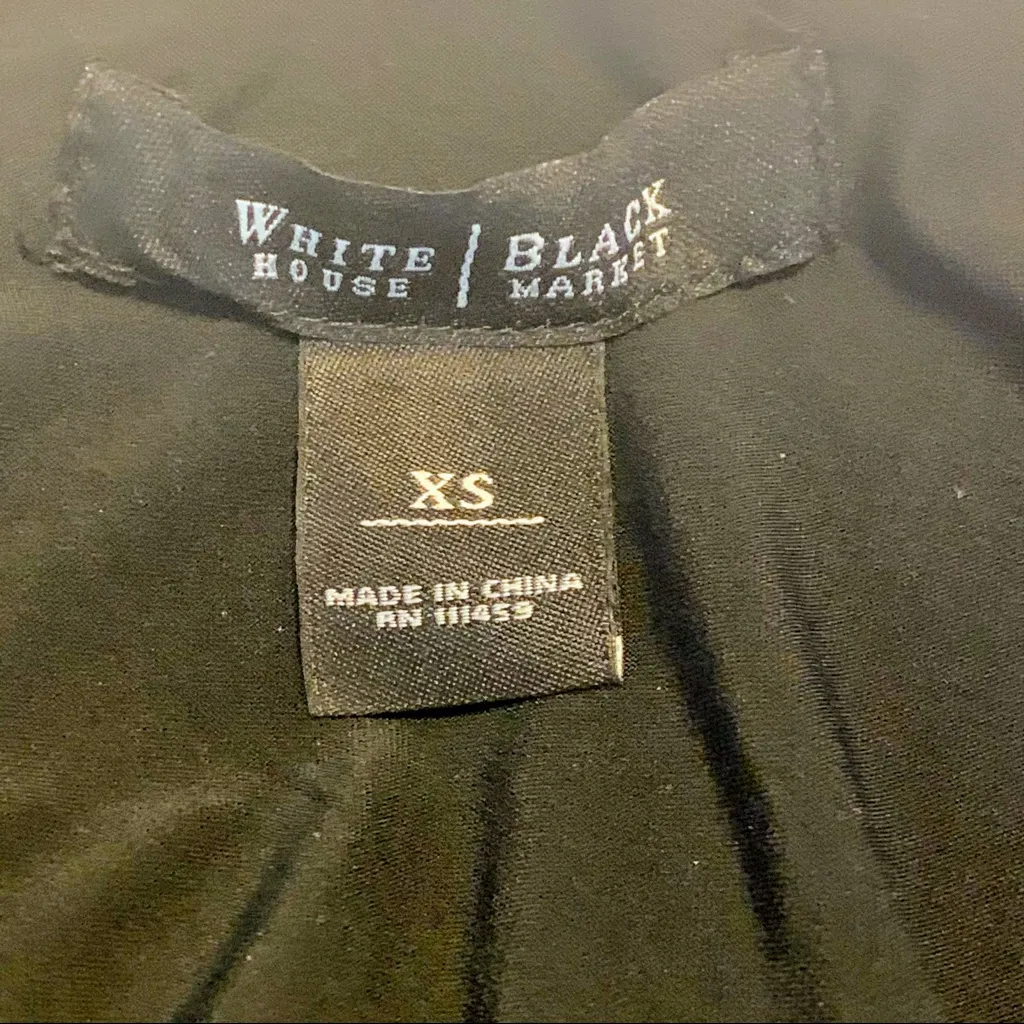 WHITE | BLACK
HOUSE | MARKET
XS
MADE IN CHINA
RN 111459